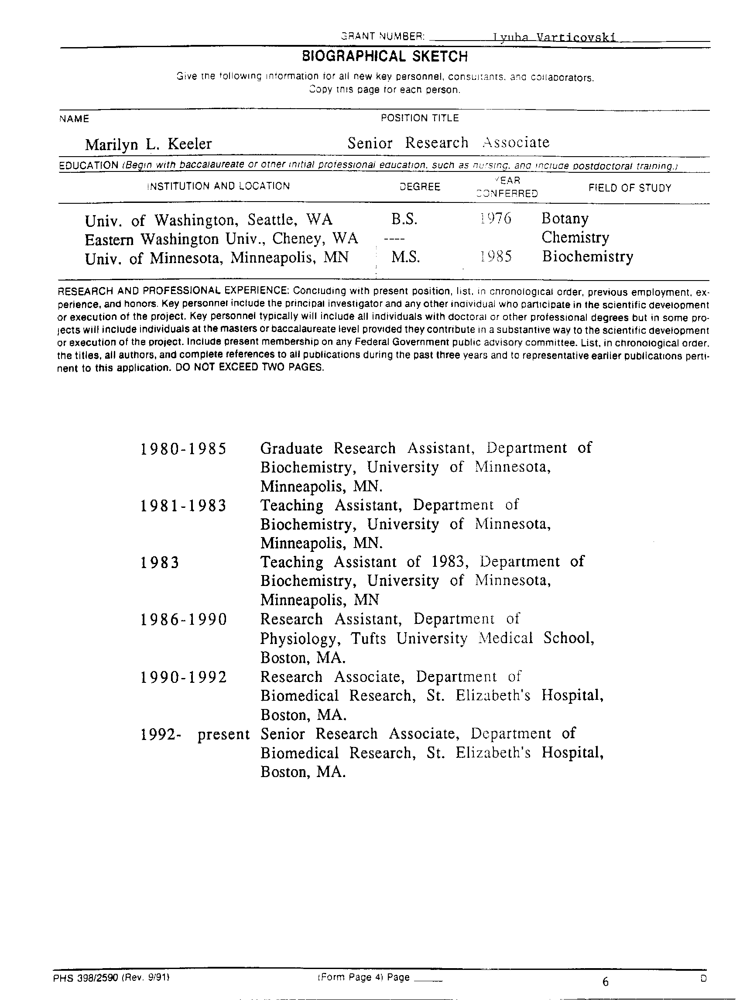 GRANT NUMBER: Lyuba Varticovski
BIOGRAPHICAL SKETCH
Give the following information for all new key personnel, consultants, and collaborators.
Copy this page for each person.
NAME POSITION TITLE
Marilyn L. Keeler Senior Research Associate
EDUCATION (Begin with baccalaureate or other initial professional education, such as nursing, and include postdoctoral training.)
INSTITUTION AND LOCATION DEGREE YEAR CONFERRED FIELD OF STUDY
Univ. of Washington, Seattle, WA B.S. 1976 Botany
Eastern Washington Univ., Cheney, WA ---- Chemistry
Univ. of Minnesota, Minneapolis, MN M.S. 1985 Biochemistry
RESEARCH AND PROFESSIONAL EXPERIENCE: Concluding with present position, list, in chronological order, previous employment, ex-
perience, and honors. Key personnel include the principal investigator and any other individual who participate in the scientific development
or execution of the project. Key personnel typically will include all individuals with doctoral or other professional degrees but in some pro-
jects will include individuals at the masters or baccalaureate level provided they contribute in a substantive way to the scientific development
or execution of the project. Include present membership on any Federal Government public advisory committee. List, in chronological order,
the titles, all authors, and complete references to all publications during the past three years and to representative earlier publications perti-
nent to this application. DO NOT EXCEED TWO PAGES.
1980-1985 Graduate Research Assistant, Department of
Biochemistry, University of Minnesota,
Minneapolis, MN.
1981-1983 Teaching Assistant, Department of
Biochemistry, University of Minnesota,
Minneapolis, MN.
1983 Teaching Assistant of 1983, Department of
Biochemistry, University of Minnesota,
Minneapolis, MN
1986-1990 Research Assistant, Department of
Physiology, Tufts University Medical School,
Boston, MA.
1990-1992 Research Associate, Department of
Biomedical Research, St. Elizabeth's Hospital,
Boston, MA.
1992- present Senior Research Associate, Department of
Biomedical Research, St. Elizabeth's Hospital,
Boston, MA.
PHS 398/2590 (Rev. 9/91) (Form Page 4) Page 6 D